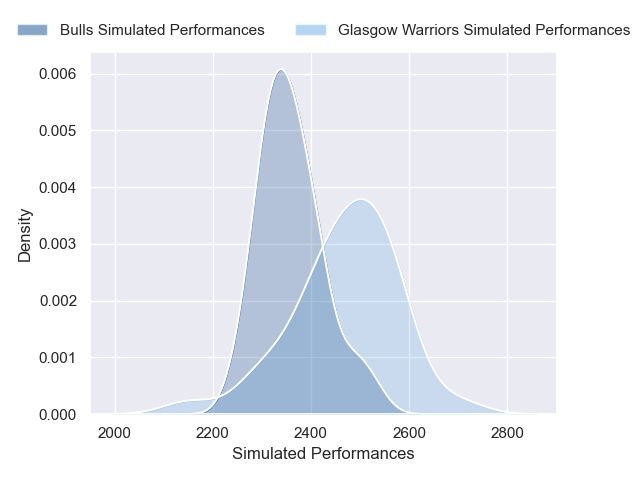 Bulls Simulated Performances
Glasgow Warriors Simulated Performances
0.006
0.005
0.004
0.003
0.002
0.001
0.000
Density
2000 2200 2400 2600 2800
Simulated Performances